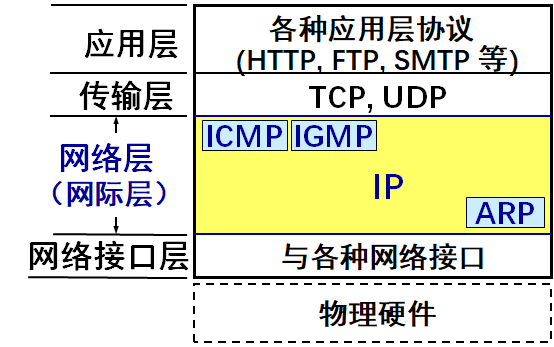 应用层
各种应用层协议
(HTTP, FTP, SMTP 等)
传输层
TCP, UDP
网络层
（网际层）
ICMP
IGMP
IP
ARP
网络接口层
与各种网络接口
物理硬件